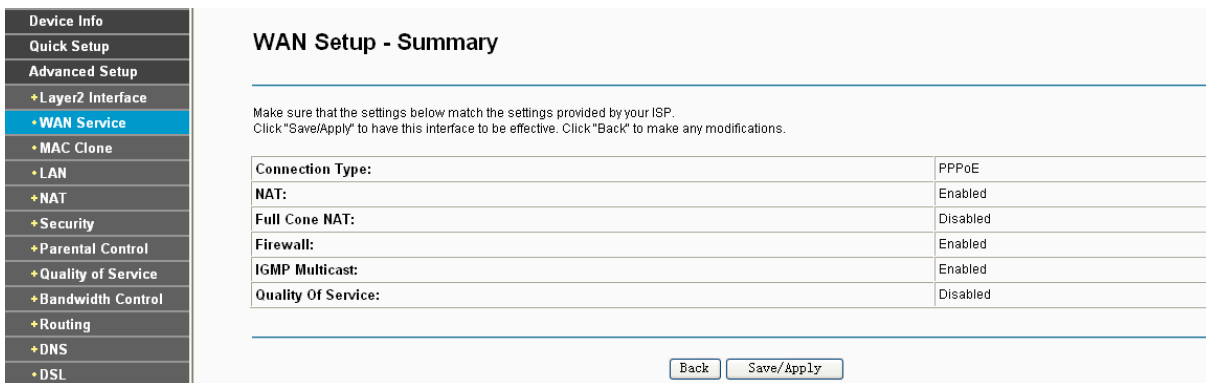 Device Info
Quick Setup
Advanced Setup
+Layer2 Interface
•WAN Service
•MAC Clone
•LAN
+NAT
+Security
+Parental Control
+Quality of Service
+Bandwidth Control
+Routing
+DNS
•DSL
WAN Setup - Summary
Make sure that the settings below match the settings provided by your ISP.
Click "Save/Apply" to have this interface to be effective. Click "Back" to make any modifications.
Connection Type: PPPoE
NAT: Enabled
Full Cone NAT: Disabled
Firewall: Enabled
IGMP Multicast: Enabled
Quality Of Service: Disabled
Back Save/Apply